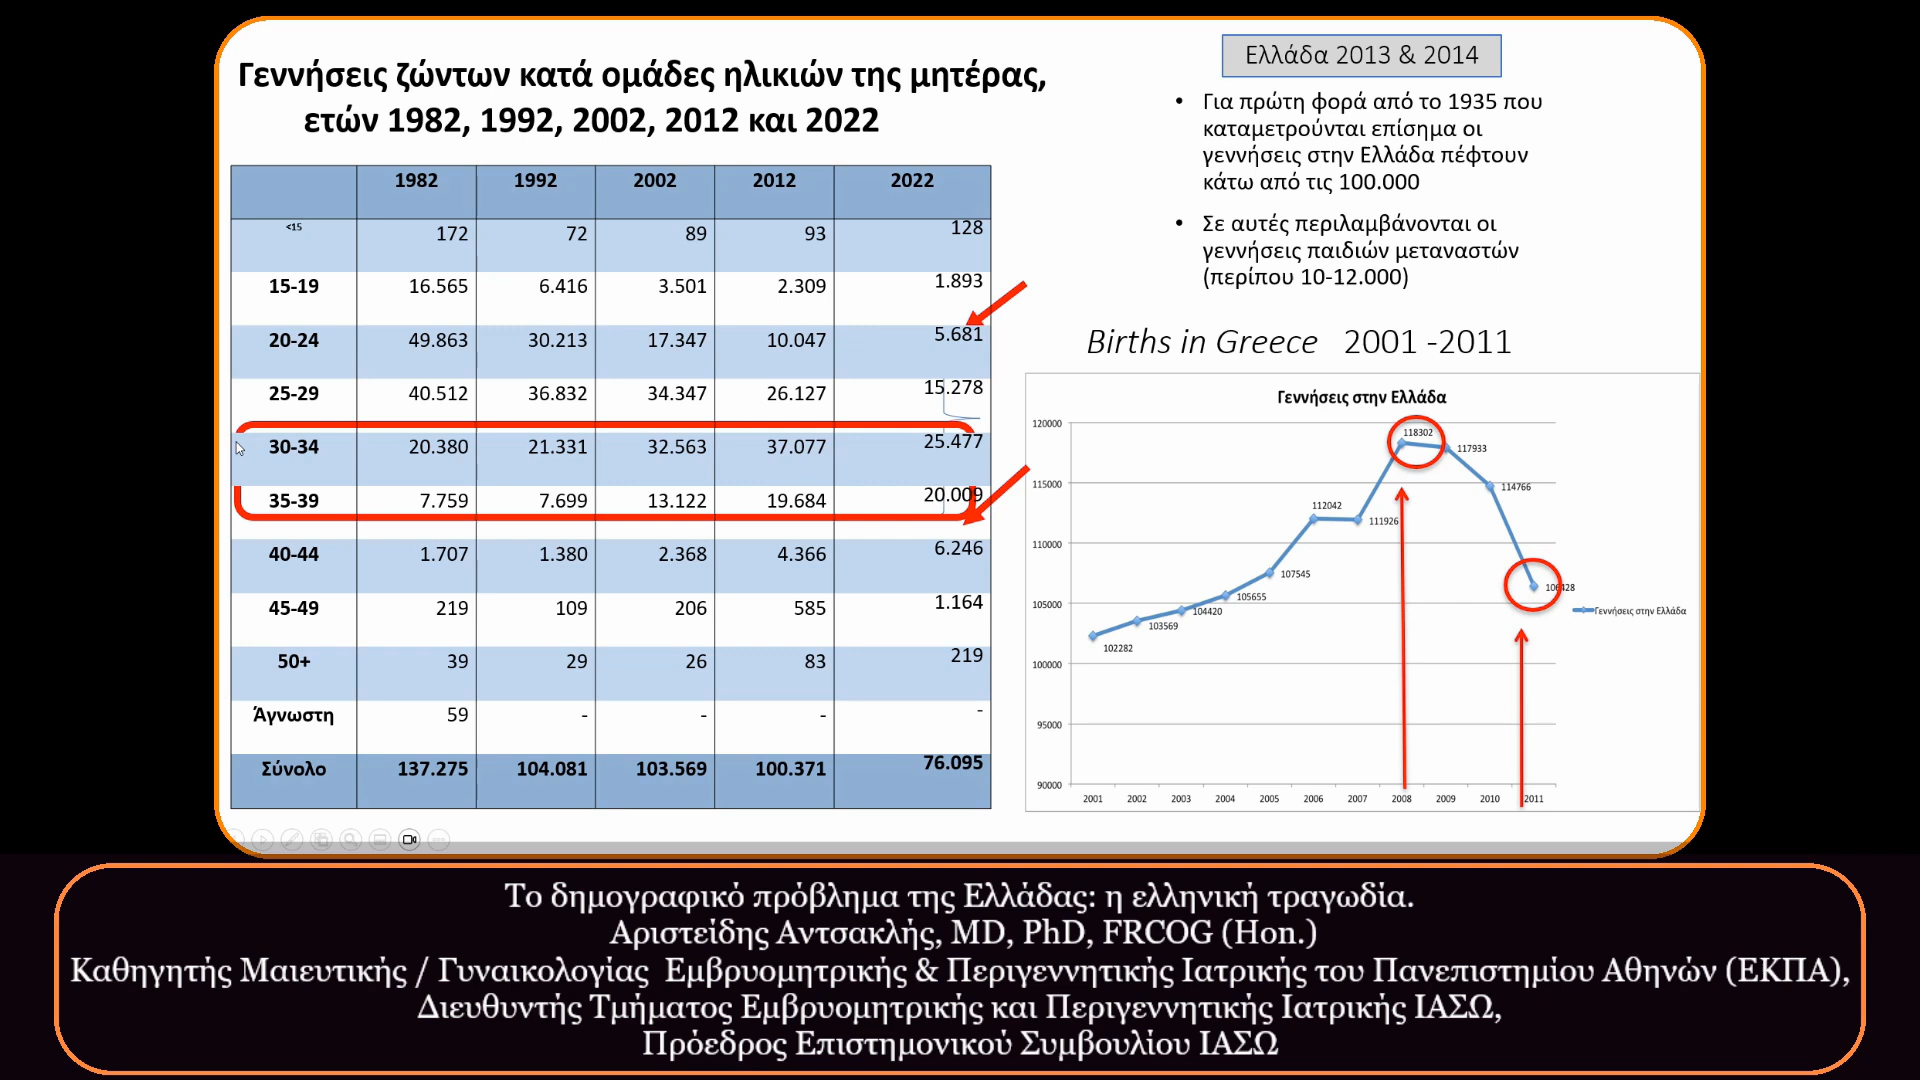 Γεννήσεις ζώντων κατά ομάδες ηλικιών της μητέρας,
ετών 1982, 1992, 2002, 2012 και 2022
1982 1992 2002 2012 2022
<15 172 72 89 93 128
15-19 16.565 6.416 3.501 2.309 1.893
20-24 49.863 30.213 17.347 10.047 5.681
25-29 40.512 36.832 34.347 26.127 15.278
30-34 20.380 21.331 32.563 37.077 25.477
35-39 7.759 7.699 13.122 19.684 20.009
40-44 1.707 1.380 2.368 4.366 6.246
45-49 219 109 206 585 1.164
50+ 39 29 26 83 219
Άγνωστη 59 - - - -
Σύνολο 137.275 104.081 103.569 100.371 76.095
Ελλάδα 2013 & 2014
• Για πρώτη φορά από το 1935 που
καταμετρούνται επίσημα οι
γεννήσεις στην Ελλάδα πέφτουν
κάτω από τις 100.000
• Σε αυτές περιλαμβάνονται οι
γεννήσεις παιδιών μεταναστών
(περίπου 10-12.000)
Births in Greece 2001 -2011
Γεννήσεις στην Ελλάδα
120000
115000
110000
105000
100000
95000
90000
102282
103569
104420
105655
107545
112042
111926
118302
117933
114766
106428
Γεννήσεις στην Ελλάδα
2001 2002 2003 2004 2005 2006 2007 2008 2009 2010 2011
Το δημογραφικό πρόβλημα της Ελλάδας: η ελληνική τραγωδία.
Αριστείδης Αντσακλής, MD, PhD, FRCOG (Hon.)
Καθηγητής Μαιευτικής / Γυναικολογίας Εμβρυομητρικής & Περιγεννητικής Ιατρικής του Πανεπιστημίου Αθηνών (ΕΚΠΑ),
Διευθυντής Τμήματος Εμβρυομητρικής και Περιγεννητικής Ιατρικής ΙΑΣΩ,
Πρόεδρος Επιστημονικού Συμβουλίου ΙΑΣΩ